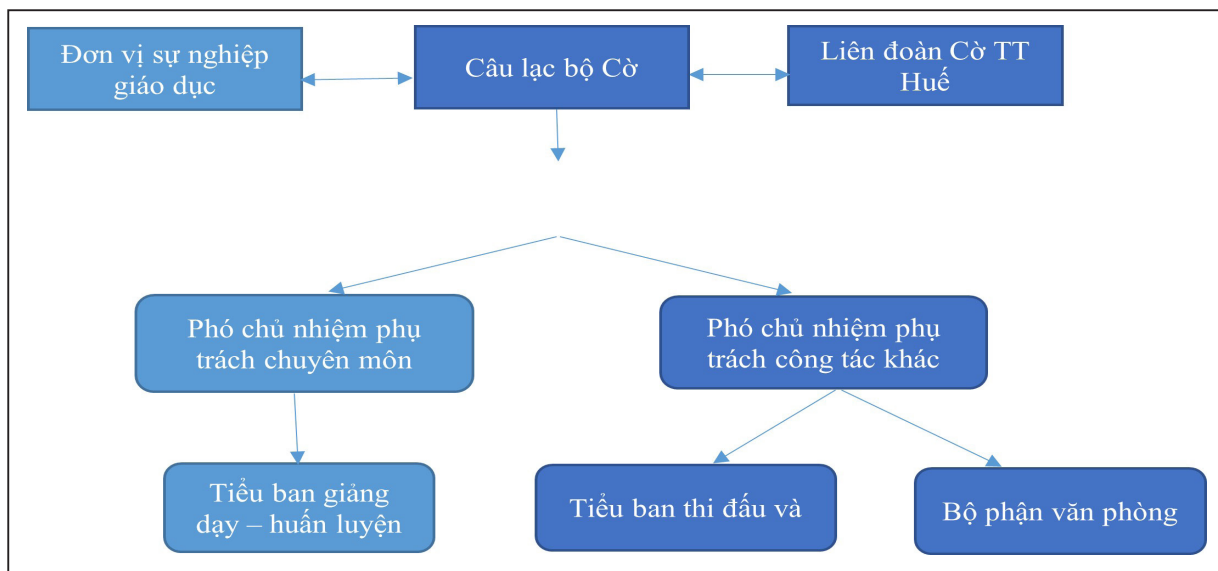 Đơn vị sự nghiệp
giáo dục
Câu lạc bộ Cờ
Liên đoàn Cờ TT
Huế
Phó chủ nhiệm phụ
trách chuyên môn
Phó chủ nhiệm phụ
trách công tác khác
Tiểu ban giảng
dạy – huấn luyện
Tiểu ban thi đấu và
Bộ phận văn phòng